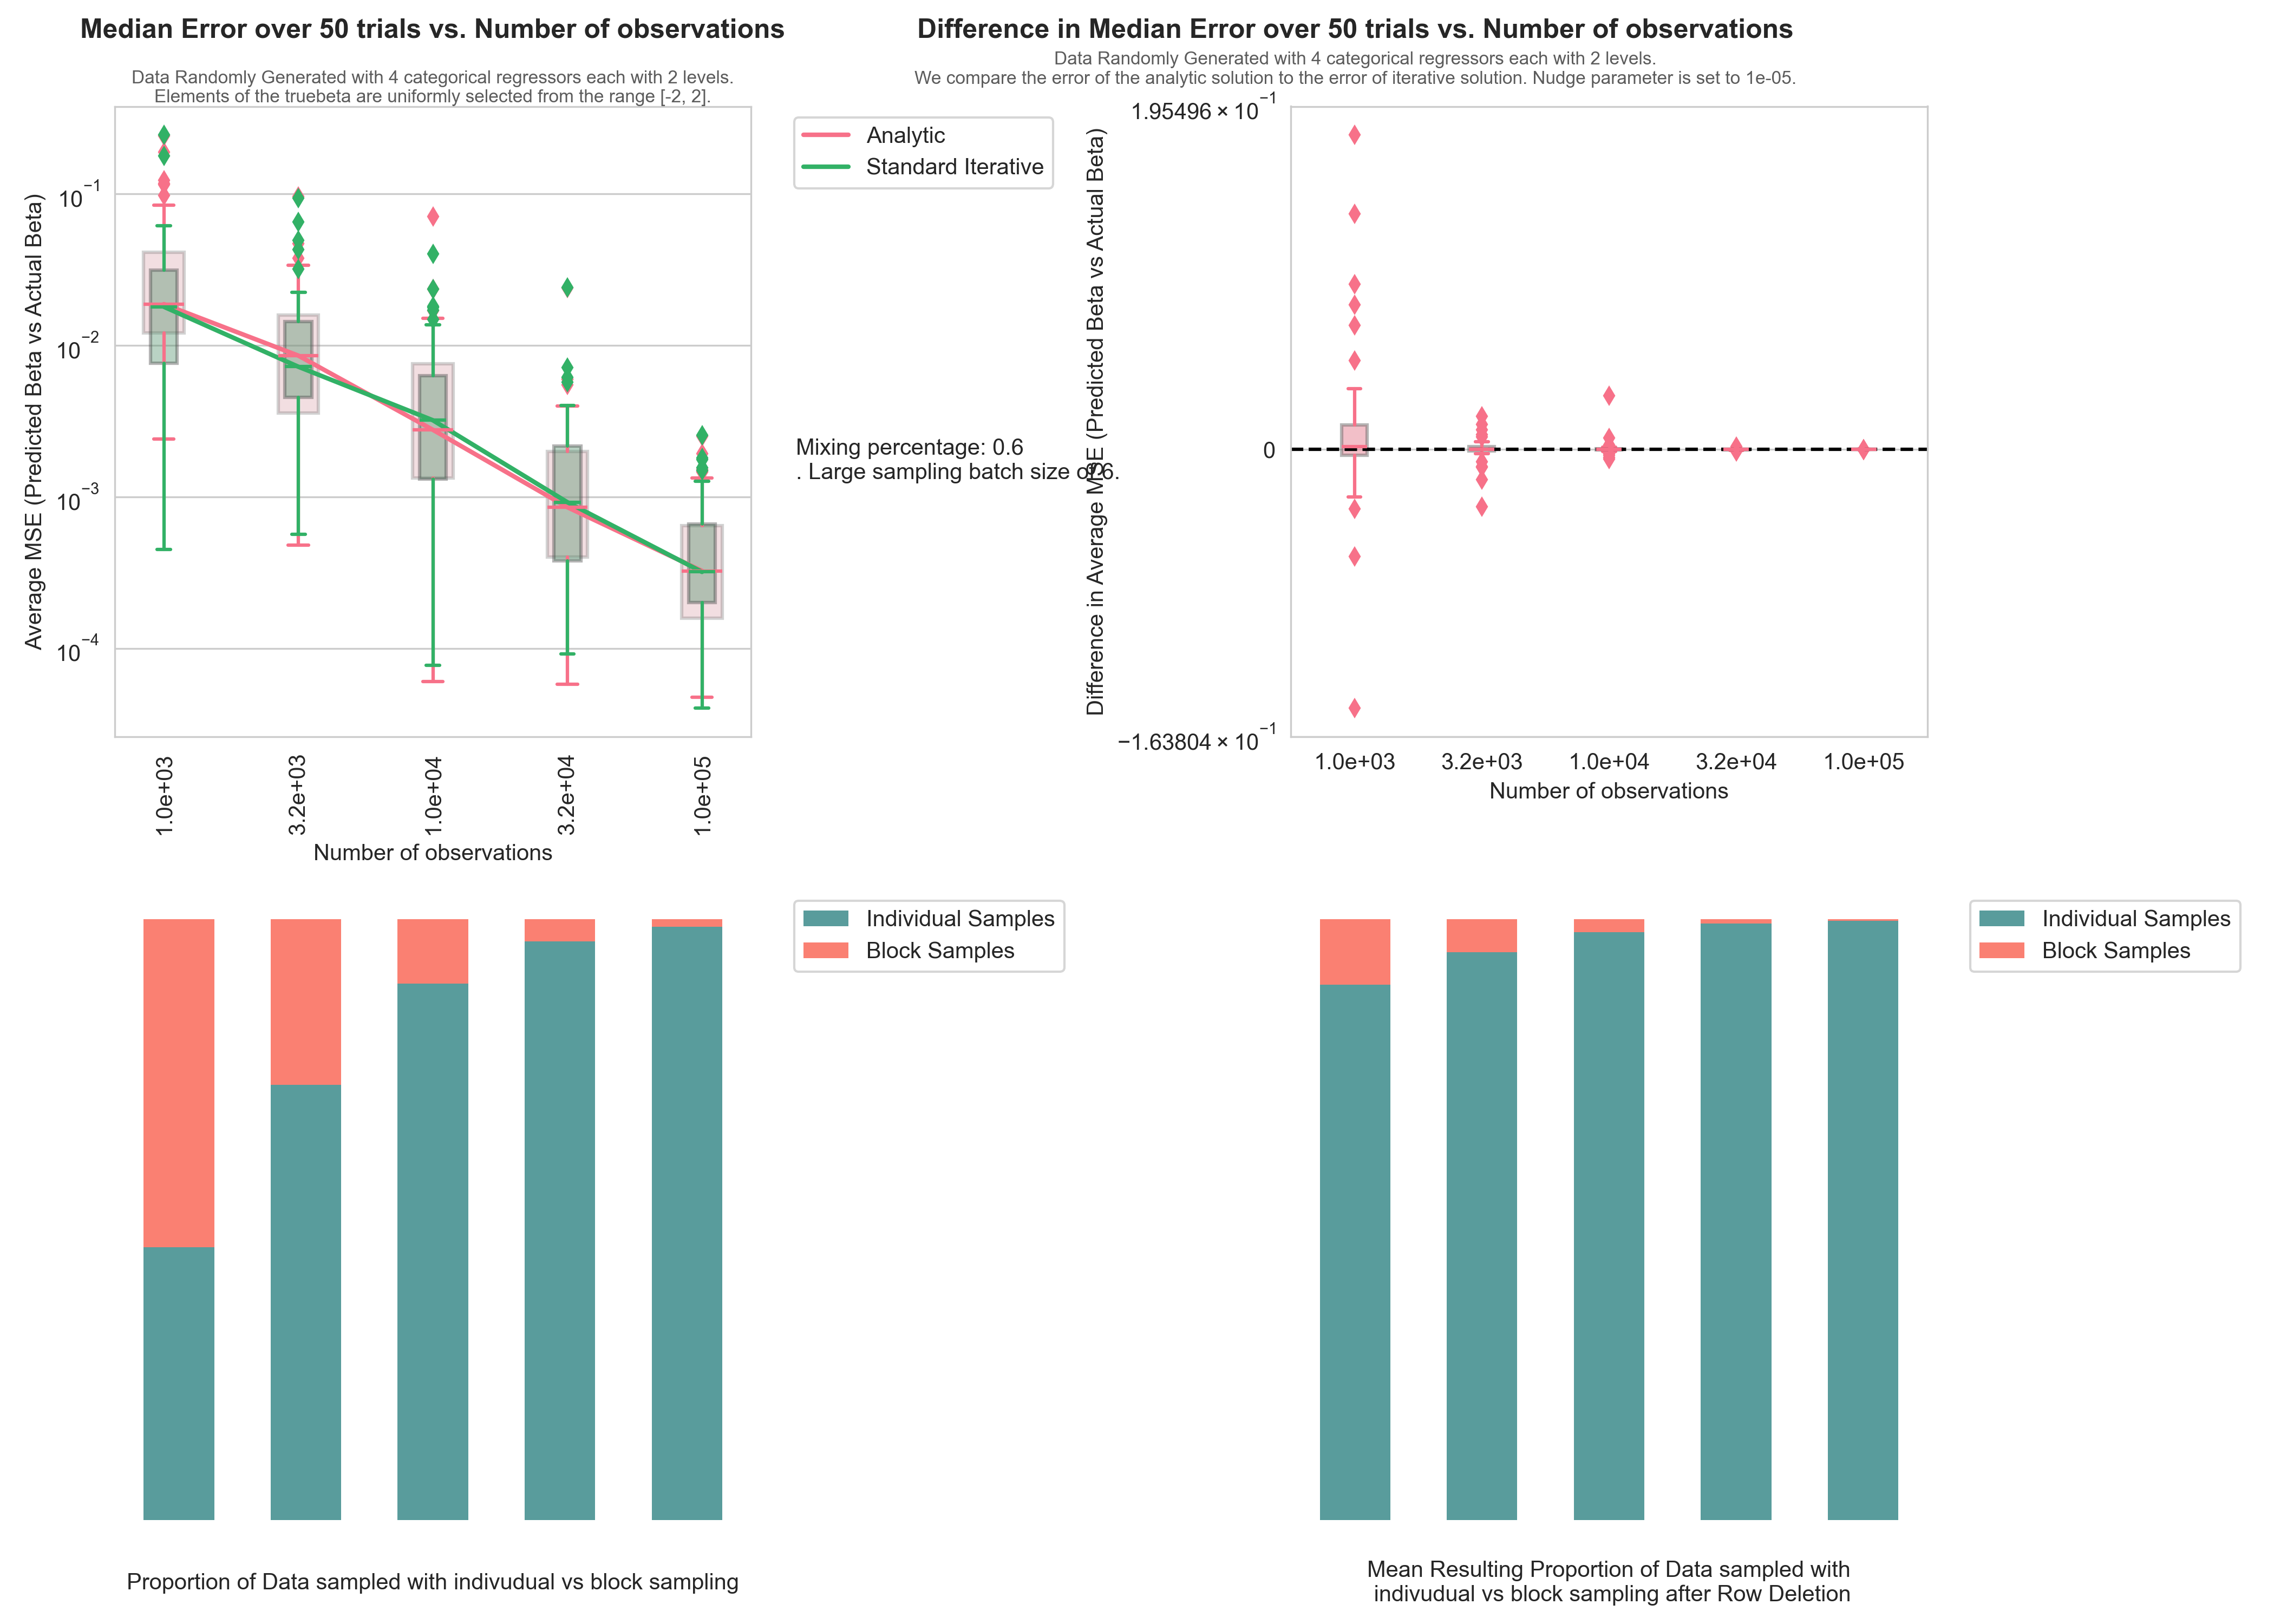 Median Error over 50 trials vs. Number of observations
Data Randomly Generated with 4 categorical regressors each with 2 levels.
Elements of the truebeta are uniformly selected from the range [-2, 2].
Average MSE (Predicted Beta vs Actual Beta)
10⁻¹
10⁻²
10⁻³
10⁻⁴
1.0e+03
3.2e+03
1.0e+04
3.2e+04
1.0e+05
Number of observations
Analytic
Standard Iterative
Mixing percentage: 0.6
. Large sampling batch size of 6.
Difference in Median Error over 50 trials vs. Number of observations
Data Randomly Generated with 4 categorical regressors each with 2 levels.
We compare the error of the analytic solution to the error of iterative solution. Nudge parameter is set to 1e-05.
Difference in Average MSE (Predicted Beta vs Actual Beta)
1.95496 × 10⁻¹
0
−1.63804 × 10⁻¹
1.0e+03 3.2e+03 1.0e+04 3.2e+04 1.0e+05
Number of observations
Individual Samples
Block Samples
Proportion of Data sampled with indivudual vs block sampling
Individual Samples
Block Samples
Mean Resulting Proportion of Data sampled with
indivudual vs block sampling after Row Deletion